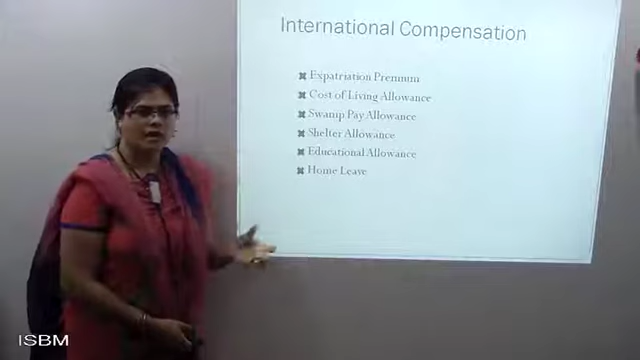 International Compensation
Expatriation Premium
Cost of Living Allowance
Swamp Pay Allowance
Shelter Allowance
Educational Allowance
Home Leave
ISBM